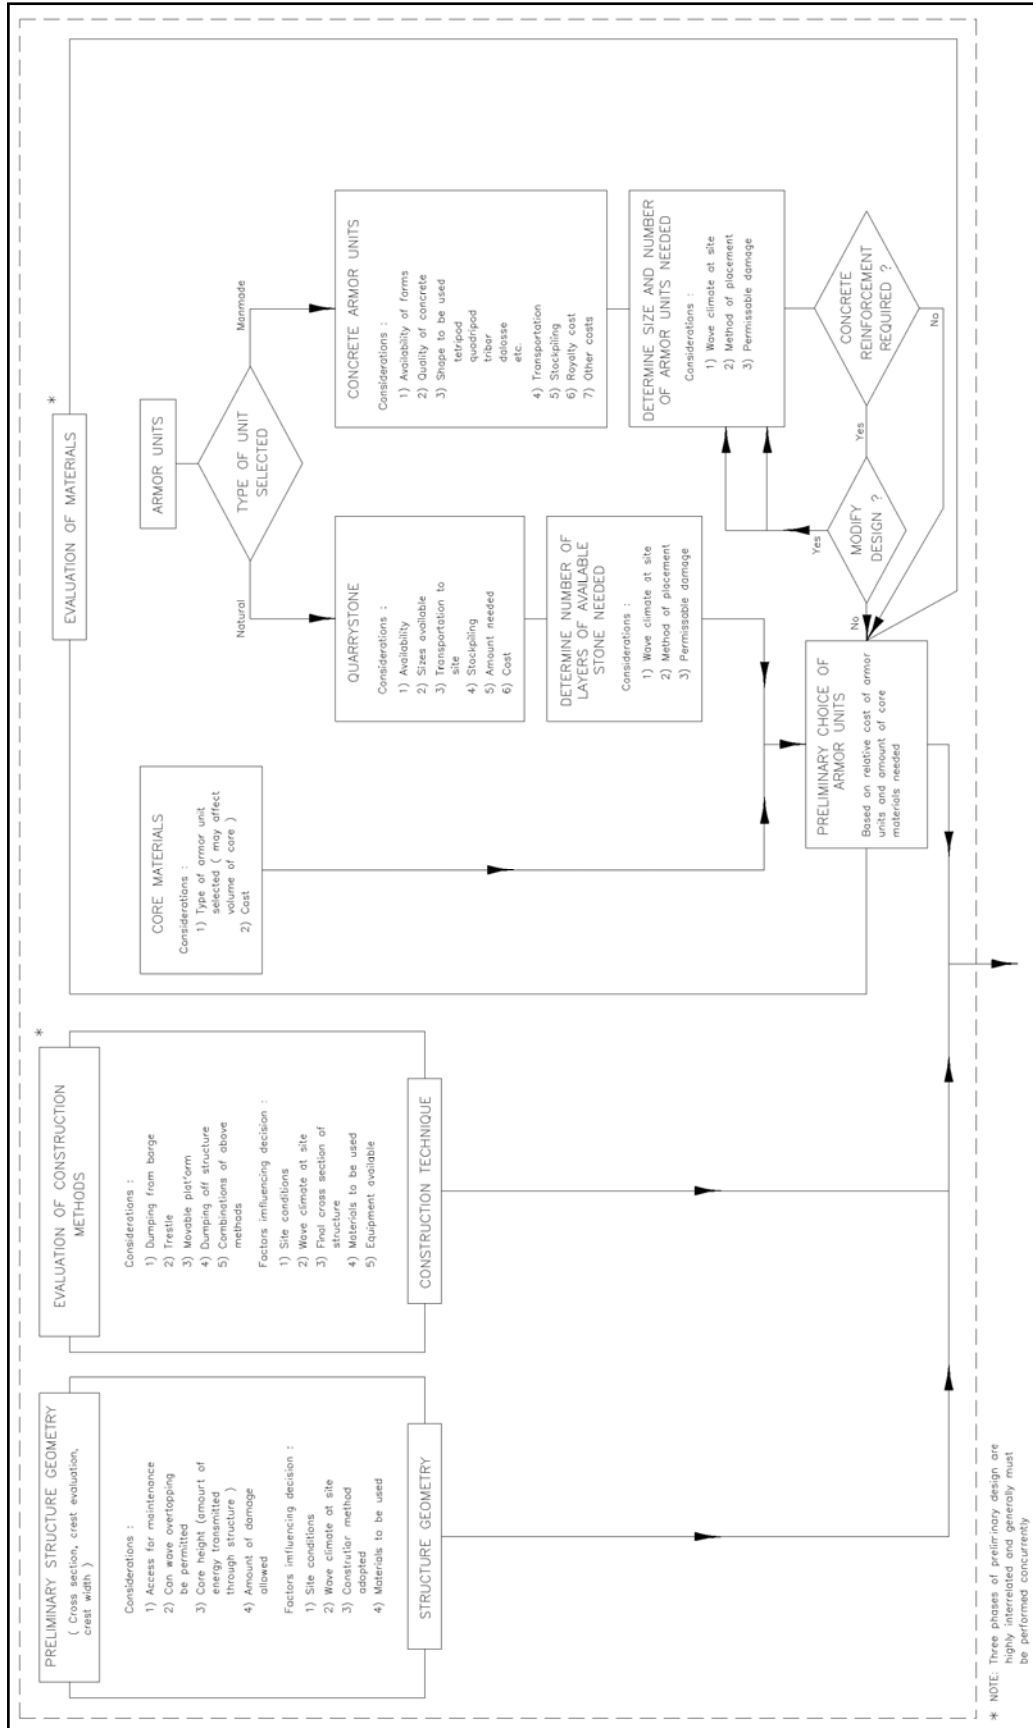 PRELIMINARY STRUCTURE GEOMETRY
( Cross section, crest evaluation,
crest width )
Considerations :
1) Access for maintenance
2) Can wave overtopping
be permitted
3) Core height (amount of
energy transmitted
through structure )
4) Amount of damage
allowed
Factors imfluencing decision :
1) Site conditions
2) Wave climate at site
3) Construtior method
adopted
4) Materials to be used
STRUCTURE GEOMETRY
*
EVALUATION OF CONSTRUCTION
METHODS
Considerations :
1) Dumping from barge
2) Trestle
3) Movable platform
4) Dumping off structure
5) Combinations of above
methods
Factors imfluencing decision :
1) Site conditions
2) Wave climate at site
3) Final cross section of
structure
4) Materials to be used
5) Equipment available
CONSTRUCTION TECHNIQUE
*
EVALUATION OF MATERIALS
CORE MATERIALS
Considerations :
1) Type of armor unit
selected ( may affect
volume of core )
2) Cost
ARMOR UNITS
TYPE OF UNIT
SELECTED
Natural
Manmade
QUARRYSTONE
Considerations :
1) Availability
2) Sizes available
3) Transportation to
site
4) Stockpiling
5) Amount needed
6) Cost
DETERMINE NUMBER OF
LAYERS OF AVAILABLE
STONE NEEDED
Considerations :
1) Wave climate at site
2) Method of placement
3) Permissable damage
CONCRETE ARMOR UNITS
Considerations :
1) Availability of forms
2) Quality of concrete
3) Shape to be used
tetripod
quadripod
tribar
dolosse
etc.
4) Transportation
5) Stockpiling
6) Royalty cost
7) Other costs
DETERMINE SIZE AND NUMBER
OF ARMOR UNITS NEEDED
Considerations :
1) Wave climate at site
2) Method of placement
3) Permissable damage
CONCRETE
REINFORCEMENT
REQUIRED ?
Yes
No
MODIFY
DESIGN ?
Yes
No
PRELIMINARY CHOICE OF
ARMOR UNITS
Based on relative cost of armor
units and amount of core
materials needed
* NOTE: Three phases of preliminary design are
highly interrelated and generally must
be performed concurrently